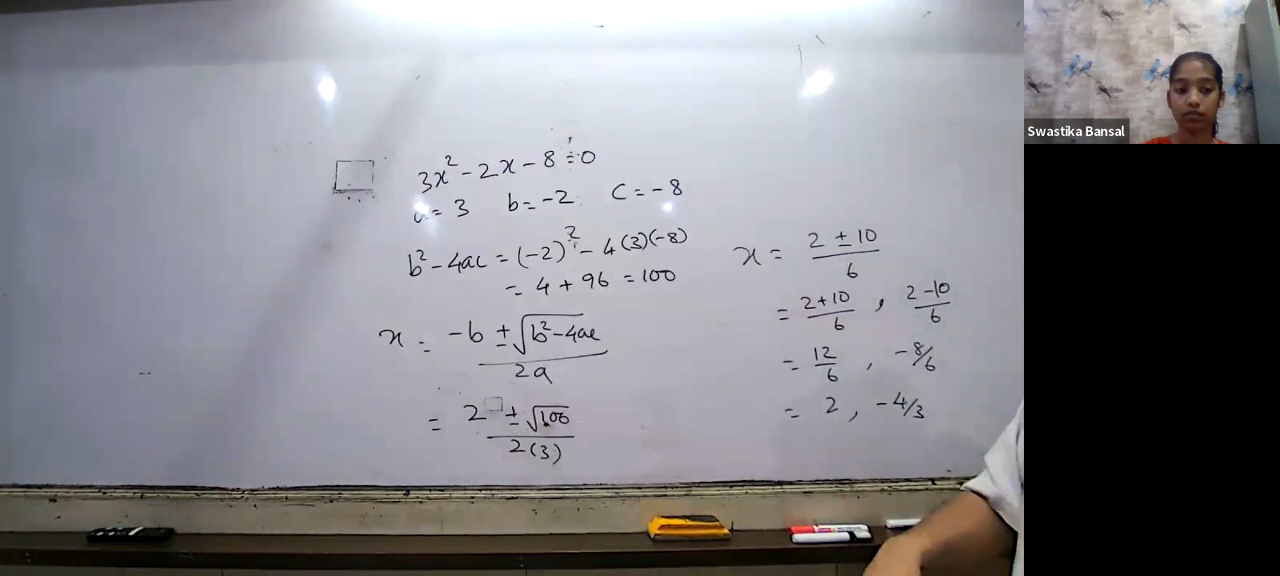 3x² - 2x - 8 = 0
a = 3 b = -2 c = -8
b² - 4ac = (-2)² - 4(3)(-8)
= 4 + 96 = 100
x = (-b ± √(b² - 4ac)) / 2a
= (2 ± √100) / 2(3)
x = (2 ± 10) / 6
= (2+10)/6 , (2-10)/6
= 12/6 , -8/6
= 2 , -4/3
Swastika Bansal